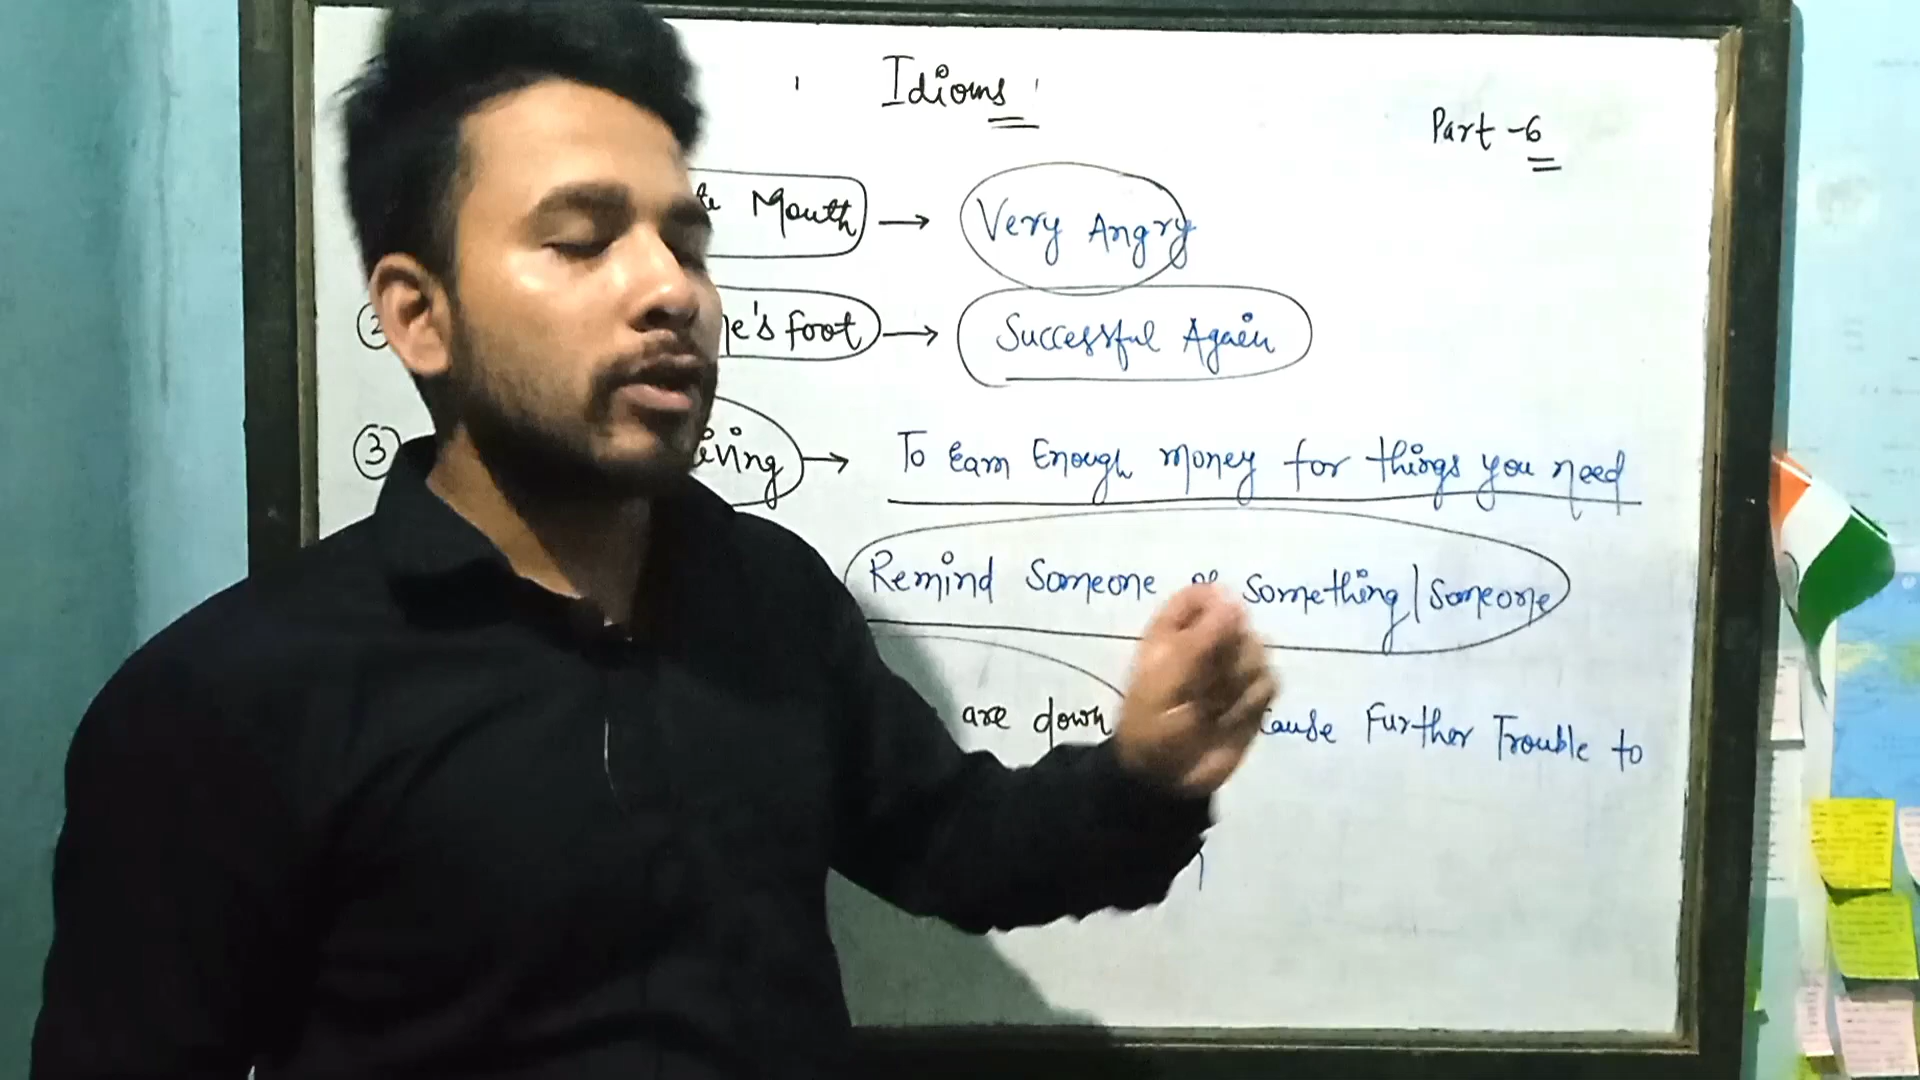 Idioms
Part - 6
Mouth → Very Angry
e's foot → Successful Again
③ iving → To Earn Enough money for things you need
Remind Someone of Something / Someone
are down cause Further Trouble to